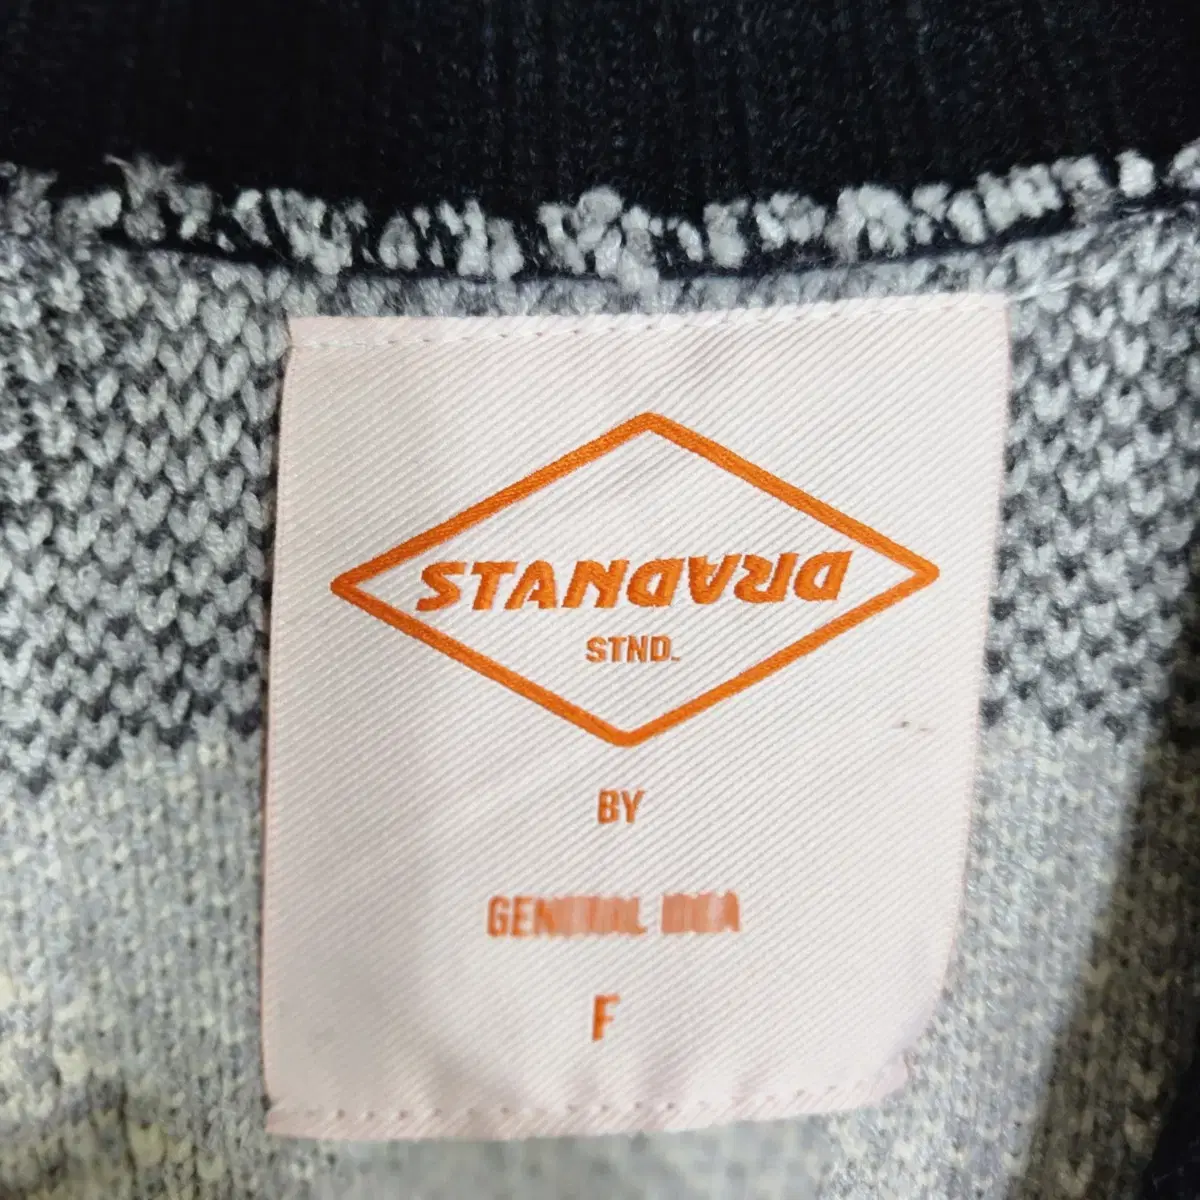 STANDARD
STND.
BY
GENERAL IDEA
F